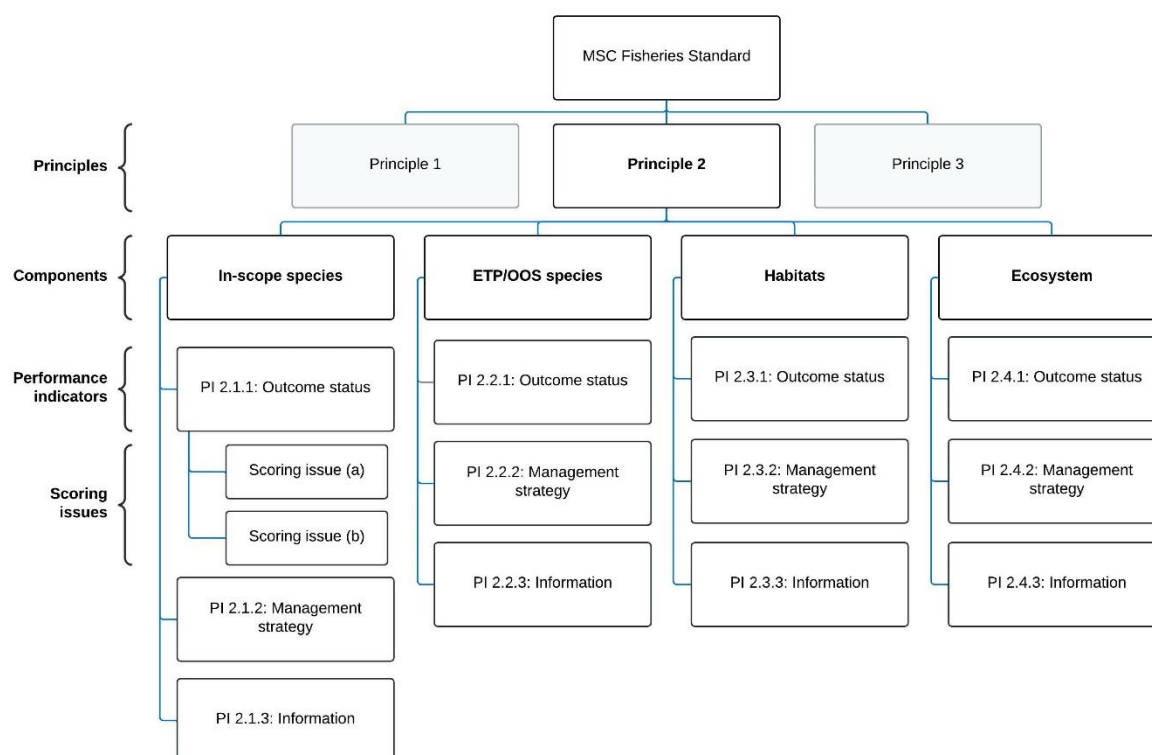 MSC Fisheries Standard
Principles
Principle 1
Principle 2
Principle 3
Components
In-scope species
ETP/OOS species
Habitats
Ecosystem
Performance
indicators
PI 2.1.1: Outcome status
PI 2.2.1: Outcome status
PI 2.3.1: Outcome status
PI 2.4.1: Outcome status
Scoring
issues
Scoring issue (a)
Scoring issue (b)
PI 2.2.2: Management
strategy
PI 2.3.2: Management
strategy
PI 2.4.2: Management
strategy
PI 2.2.3: Information
PI 2.3.3: Information
PI 2.4.3: Information
PI 2.1.2: Management
strategy
PI 2.1.3: Information